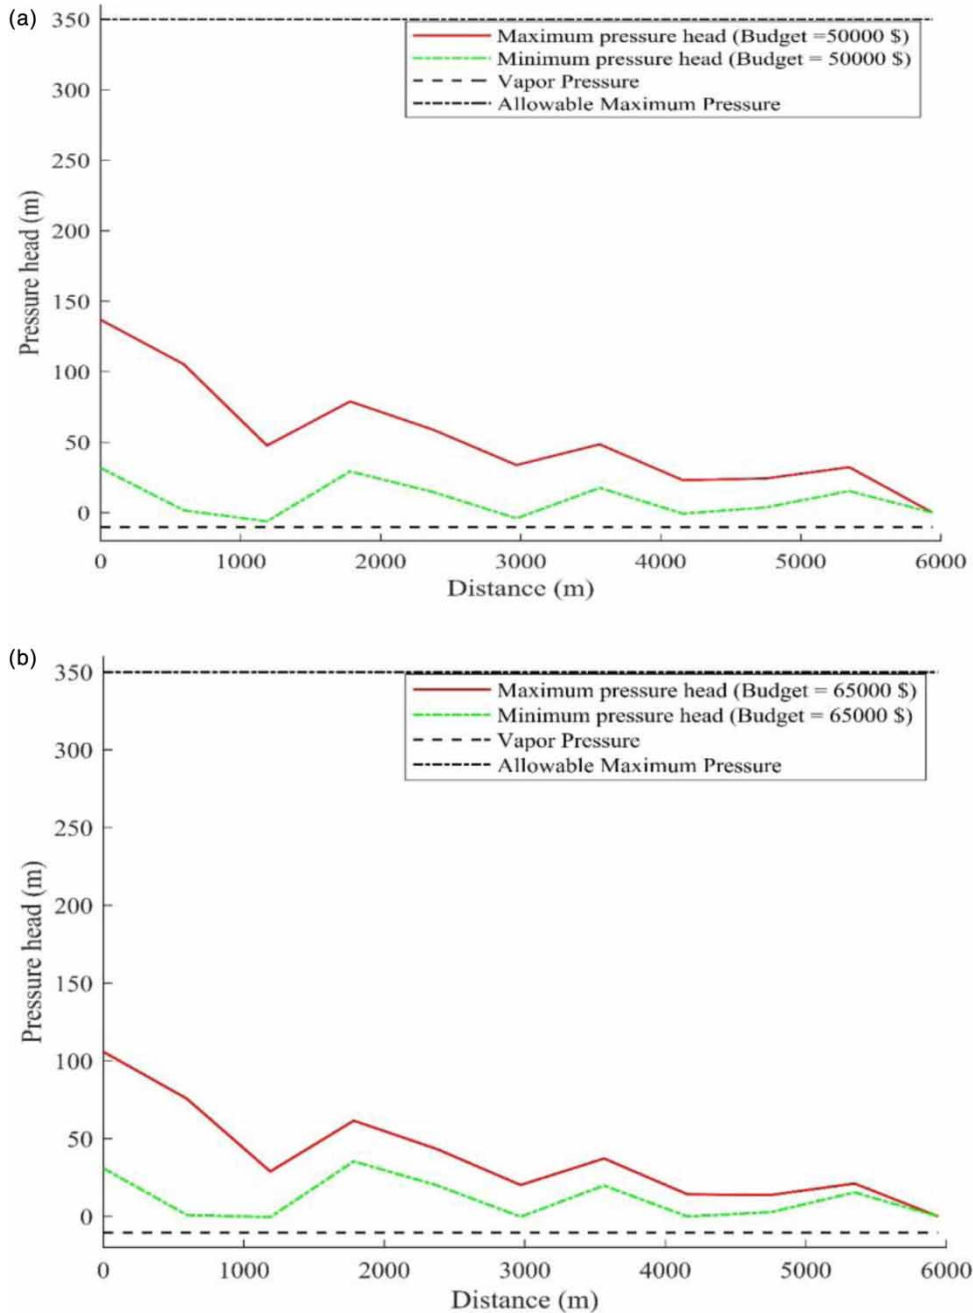 (a)
350
300
250
200
150
100
50
0
Pressure head (m)
Maximum pressure head (Budget =50000 $)
Minimum pressure head (Budget = 50000 $)
Vapor Pressure
Allowable Maximum Pressure
0 1000 2000 3000 4000 5000 6000
Distance (m)
(b)
350
300
250
200
150
100
50
0
Pressure head (m)
Maximum pressure head (Budget = 65000 $)
Minimum pressure head (Budget = 65000 $)
Vapor Pressure
Allowable Maximum Pressure
0 1000 2000 3000 4000 5000 6000
Distance (m)